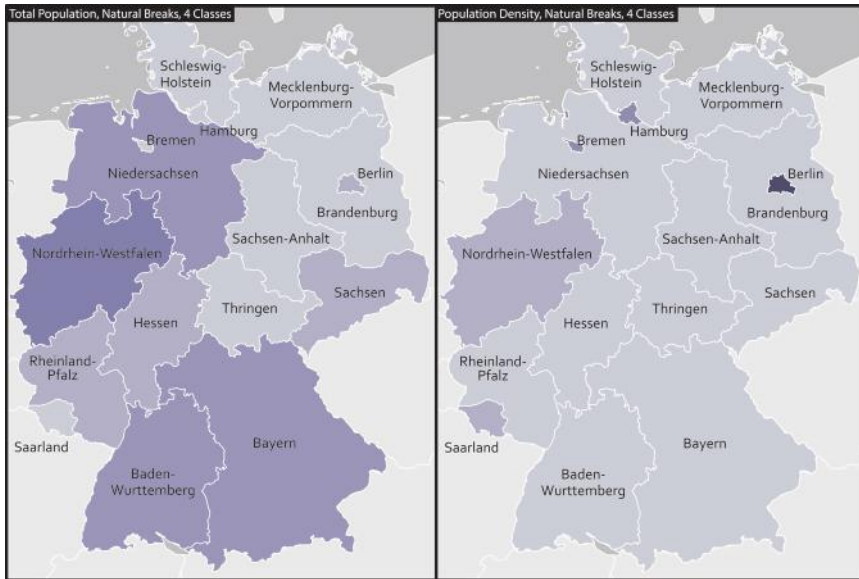 Total Population, Natural Breaks, 4 Classes
Schleswig-
Holstein
Mecklenburg-
Vorpommern
Hamburg
Bremen
Niedersachsen
Berlin
Brandenburg
Sachsen-Anhalt
Nordrhein-Westfalen
Sachsen
Thringen
Hessen
Rheinland-
Pfalz
Saarland
Bayern
Baden-
Wurttemberg
Population Density, Natural Breaks, 4 Classes
Schleswig-
Holstein
Mecklenburg-
Vorpommern
Hamburg
Bremen
Niedersachsen
Berlin
Brandenburg
Sachsen-Anhalt
Nordrhein-Westfalen
Sachsen
Thringen
Hessen
Rheinland-
Pfalz
Saarland
Bayern
Baden-
Wurttemberg